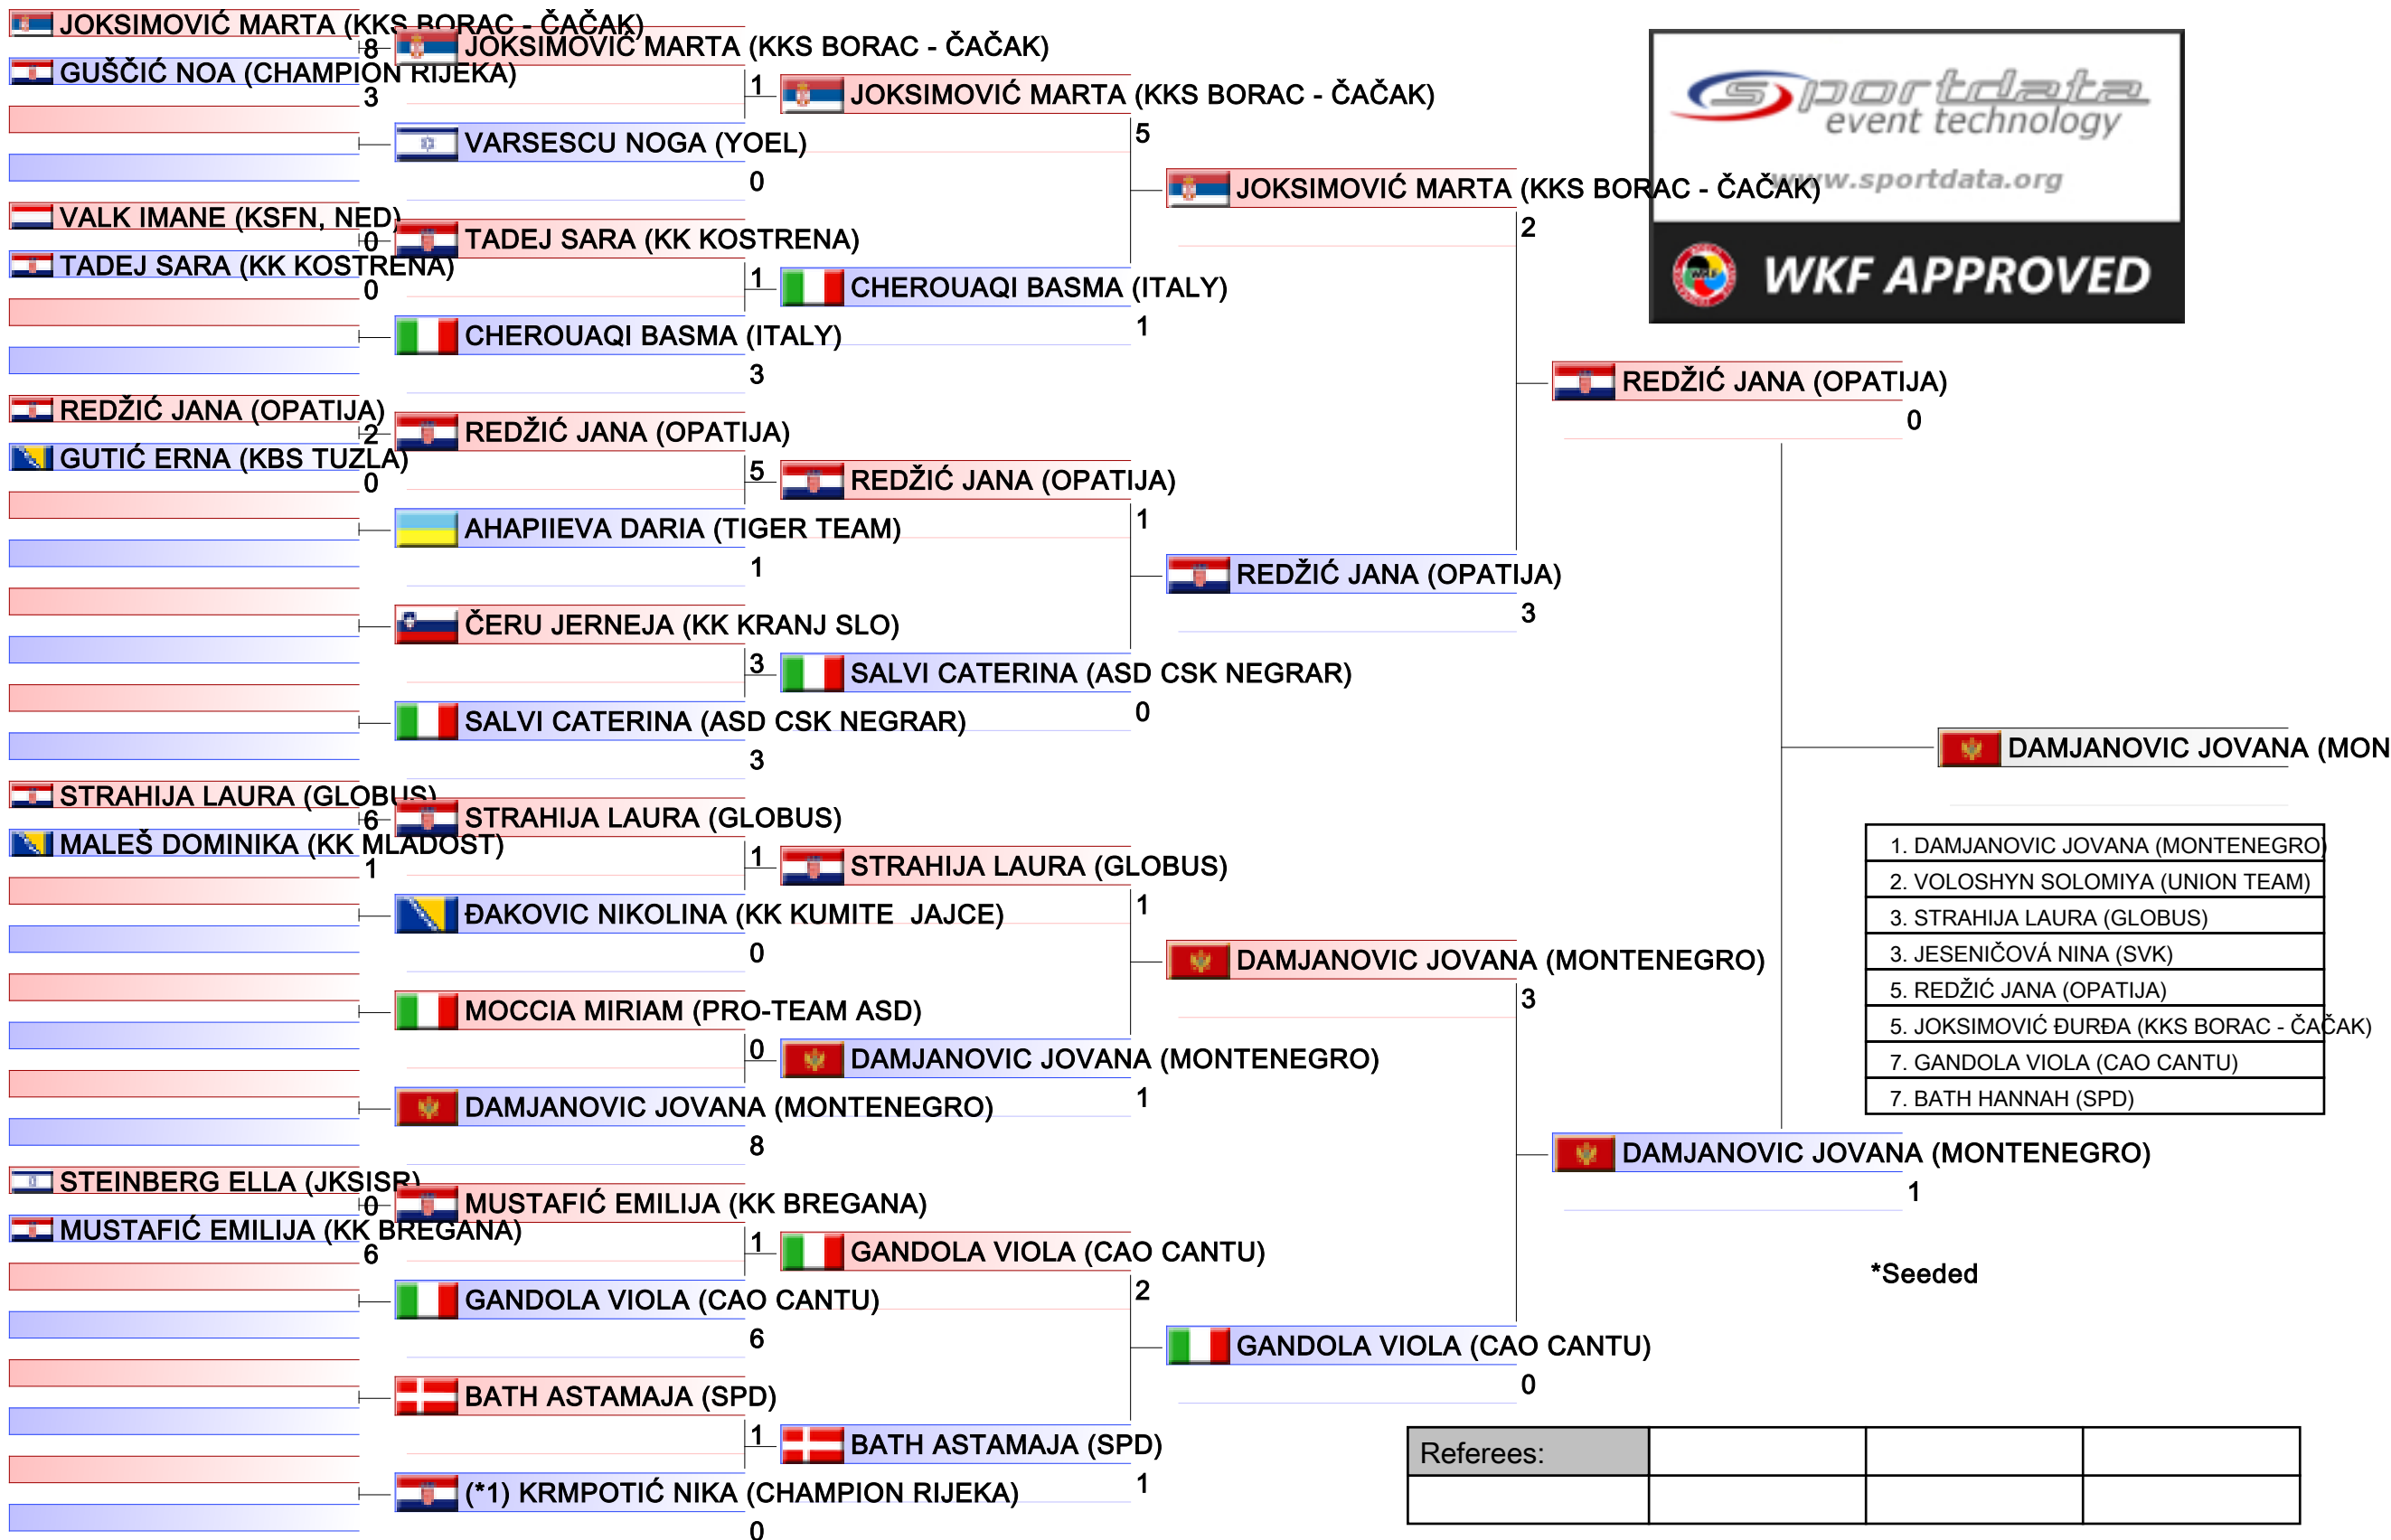 JOKSIMOVIĆ MARTA (KKS BORAC - ČAČAK)
8
GUŠČIĆ NOA (CHAMPION RIJEKA)
3
VALK IMANE (KSFN, NED)
0
TADEJ SARA (KK KOSTRENA)
0
REDŽIĆ JANA (OPATIJA)
2
GUTIĆ ERNA (KBS TUZLA)
0
STRAHIJA LAURA (GLOBUS)
6
MALEŠ DOMINIKA (KK MLADOST)
1
STEINBERG ELLA (JKSISR)
0
MUSTAFIĆ EMILIJA (KK BREGANA)
6
JOKSIMOVIĆ MARTA (KKS BORAC - ČAČAK)
1
VARSESCU NOGA (YOEL)
0
TADEJ SARA (KK KOSTRENA)
1
CHEROUAQI BASMA (ITALY)
3
REDŽIĆ JANA (OPATIJA)
5
AHAPIIEVA DARIA (TIGER TEAM)
1
ČERU JERNEJA (KK KRANJ SLO)
3
SALVI CATERINA (ASD CSK NEGRAR)
3
STRAHIJA LAURA (GLOBUS)
1
ĐAKOVIC NIKOLINA (KK KUMITE  JAJCE)
0
MOCCIA MIRIAM (PRO-TEAM ASD)
0
DAMJANOVIC JOVANA (MONTENEGRO)
8
MUSTAFIĆ EMILIJA (KK BREGANA)
1
GANDOLA VIOLA (CAO CANTU)
6
BATH ASTAMAJA (SPD)
1
(*1) KRMPOTIĆ NIKA (CHAMPION RIJEKA)
0
JOKSIMOVIĆ MARTA (KKS BORAC - ČAČAK)
5
CHEROUAQI BASMA (ITALY)
1
REDŽIĆ JANA (OPATIJA)
1
SALVI CATERINA (ASD CSK NEGRAR)
0
STRAHIJA LAURA (GLOBUS)
1
DAMJANOVIC JOVANA (MONTENEGRO)
1
GANDOLA VIOLA (CAO CANTU)
2
BATH ASTAMAJA (SPD)
1
JOKSIMOVIĆ MARTA (KKS BORAC - ČAČAK)
2
REDŽIĆ JANA (OPATIJA)
3
DAMJANOVIC JOVANA (MONTENEGRO)
3
GANDOLA VIOLA (CAO CANTU)
0
REDŽIĆ JANA (OPATIJA)
0
DAMJANOVIC JOVANA (MONTENEGRO)
1
DAMJANOVIC JOVANA (MON
sportdata
event technology
www.sportdata.org
WKF
WKF APPROVED
1. DAMJANOVIC JOVANA (MONTENEGRO)
2. VOLOSHYN SOLOMIYA (UNION TEAM)
3. STRAHIJA LAURA (GLOBUS)
3. JESENIČOVÁ NINA (SVK)
5. REDŽIĆ JANA (OPATIJA)
5. JOKSIMOVIĆ ĐURĐA (KKS BORAC - ČAČAK)
7. GANDOLA VIOLA (CAO CANTU)
7. BATH HANNAH (SPD)
*Seeded
Referees: